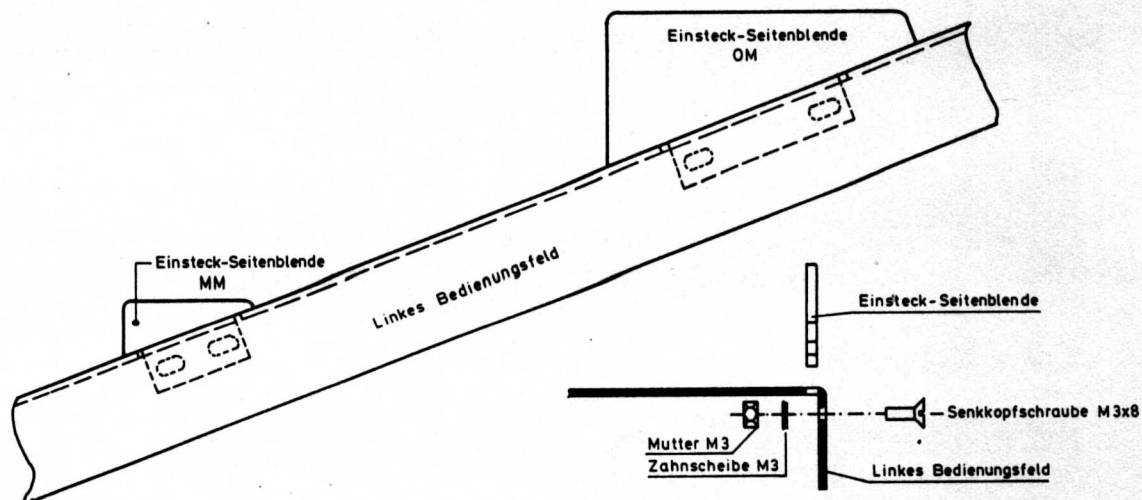 Einsteck-Seitenblende
OM
Einsteck-Seitenblende
MM
Linkes Bedienungsfeld
Einsteck-Seitenblende
Senkkopfschraube M3x8
Mutter M3
Zahnscheibe M3
Linkes Bedienungsfeld